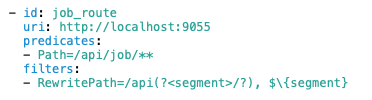 - id: job_route
uri: http://localhost:9055
predicates:
- Path=/api/job/**
filters:
- RewritePath=/api(?<segment>/?), $\{segment}